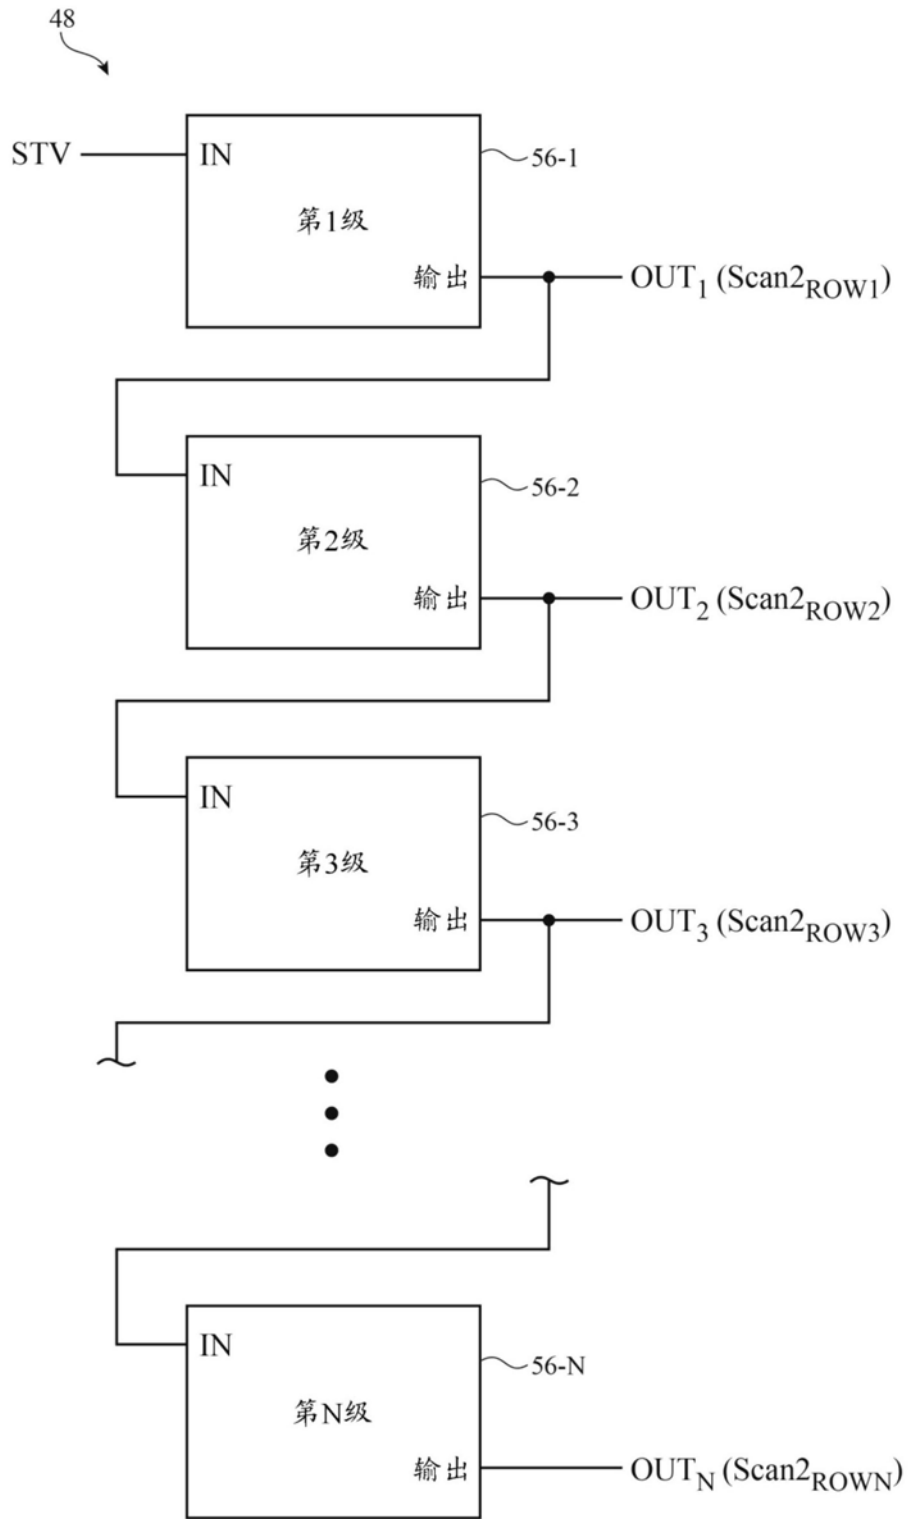 48
STV
IN
56-1
第1级
输出
OUT₁ (Scan2ROW1)
IN
56-2
第2级
输出
OUT₂ (Scan2ROW2)
IN
56-3
第3级
输出
OUT₃ (Scan2ROW3)
IN
56-N
第N级
输出
OUTN (Scan2ROWN)